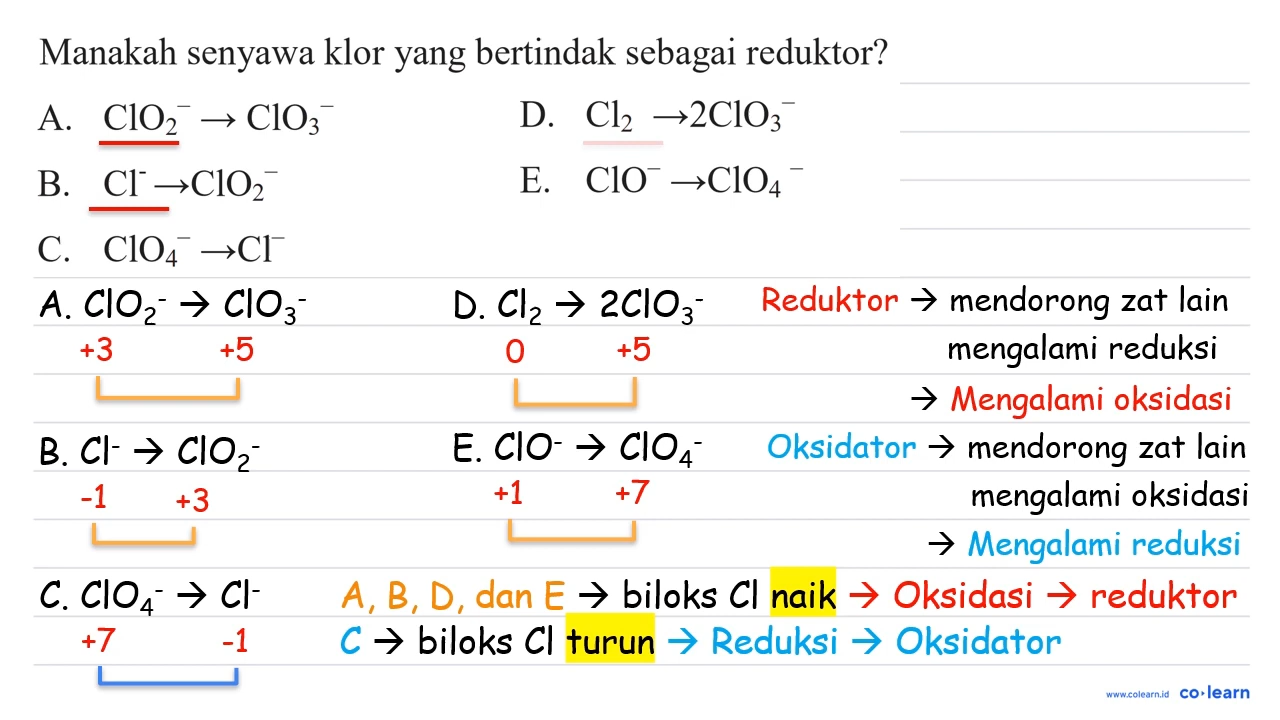 Manakah senyawa klor yang bertindak sebagai reduktor?
A. ClO₂⁻ → ClO₃⁻
D. Cl₂ →2ClO₃⁻
B. Cl⁻→ClO₂⁻
E. ClO⁻ →ClO₄⁻
C. ClO₄⁻ →Cl⁻
A. ClO₂⁻ → ClO₃⁻
+3 +5
D. Cl₂ → 2ClO₃⁻
0 +5
Reduktor → mendorong zat lain
mengalami reduksi
→ Mengalami oksidasi
B. Cl⁻ → ClO₂⁻
-1 +3
E. ClO⁻ → ClO₄⁻
+1 +7
Oksidator → mendorong zat lain
mengalami oksidasi
→ Mengalami reduksi
C. ClO₄⁻ → Cl⁻
+7 -1
A, B, D, dan E → biloks Cl naik → Oksidasi → reduktor
C → biloks Cl turun → Reduksi → Oksidator
www.colearn.id co·learn